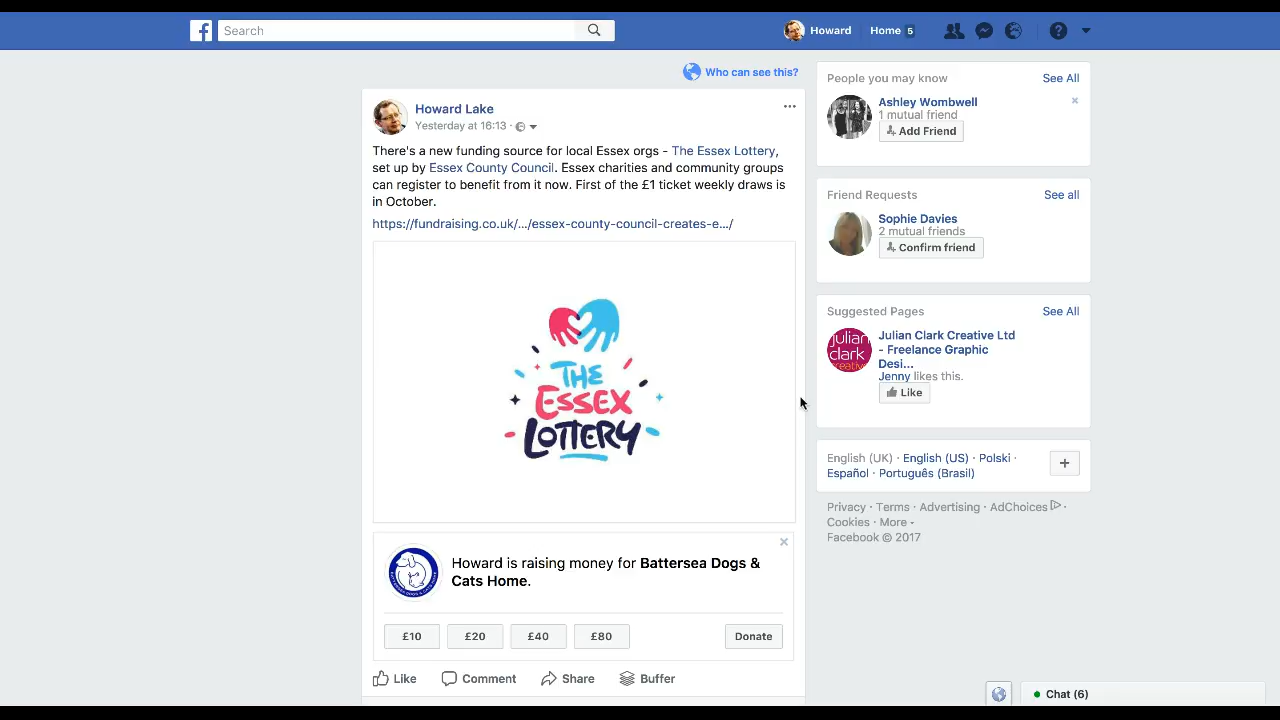 Search
Howard
Home 5
Who can see this?
Howard Lake
Yesterday at 16:13 ·
There's a new funding source for local Essex orgs - The Essex Lottery,
set up by Essex County Council. Essex charities and community groups
can register to benefit from it now. First of the £1 ticket weekly draws is
in October.
https://fundraising.co.uk/.../essex-county-council-creates-e.../
THE
ESSEX
LOTTERY
Howard is raising money for Battersea Dogs &
Cats Home.
£10
£20
£40
£80
Donate
Like
Comment
Share
Buffer
People you may know
See All
Ashley Wombwell
1 mutual friend
Add Friend
Friend Requests
See all
Sophie Davies
2 mutual friends
Confirm friend
Suggested Pages
See All
julian
clark
creative
Julian Clark Creative Ltd
- Freelance Graphic
Desi...
Jenny likes this.
Like
English (UK) · English (US) · Polski ·
Español · Português (Brasil)
Privacy · Terms · Advertising · AdChoices ·
Cookies · More
Facebook © 2017
Chat (6)